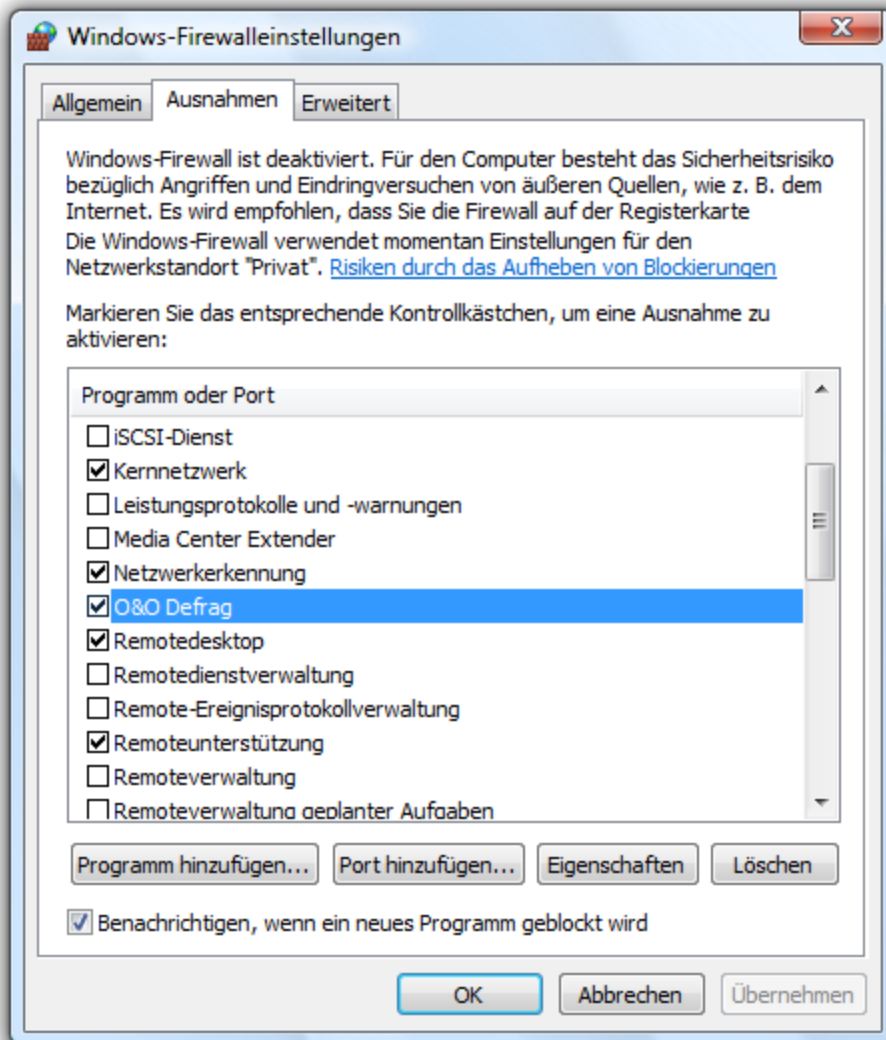 Windows-Firewalleinstellungen
Allgemein Ausnahmen Erweitert
Windows-Firewall ist deaktiviert. Für den Computer besteht das Sicherheitsrisiko
bezüglich Angriffen und Eindringversuchen von äußeren Quellen, wie z. B. dem
Internet. Es wird empfohlen, dass Sie die Firewall auf der Registerkarte
Die Windows-Firewall verwendet momentan Einstellungen für den
Netzwerkstandort "Privat". Risiken durch das Aufheben von Blockierungen
Markieren Sie das entsprechende Kontrollkästchen, um eine Ausnahme zu
aktivieren:
Programm oder Port
iSCSI-Dienst
Kernnetzwerk
Leistungsprotokolle und -warnungen
Media Center Extender
Netzwerkerkennung
O&O Defrag
Remotedesktop
Remotedienstverwaltung
Remote-Ereignisprotokollverwaltung
Remoteunterstützung
Remoteverwaltung
Remoteverwaltung geplanter Aufgaben
Programm hinzufügen... Port hinzufügen... Eigenschaften Löschen
Benachrichtigen, wenn ein neues Programm geblockt wird
OK Abbrechen Übernehmen